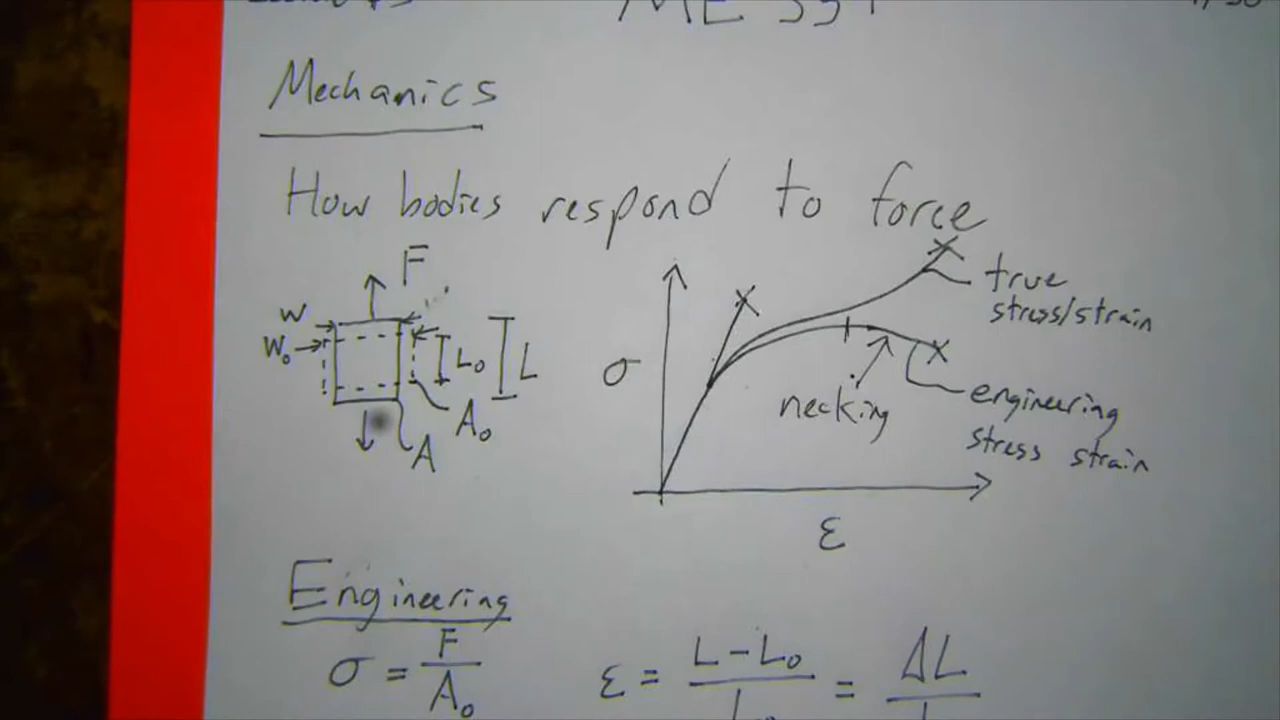 Mechanics
How bodies respond to force
F
W
W₀
L₀
L
A₀
A
σ
ε
true
stress/strain
necking
engineering
stress strain
Engineering
σ = F/A₀
ε = L-L₀/L₀ = ΔL